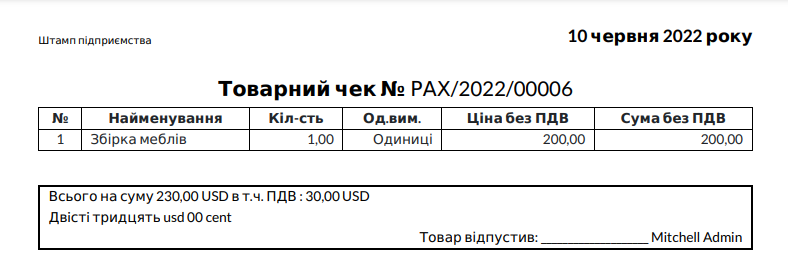 Штамп підприємства
10 червня 2022 року
Товарний чек № PAX/2022/00006
№ Найменування Кіл-сть Од.вим. Ціна без ПДВ Сума без ПДВ
1 Збірка меблів 1,00 Одиниці 200,00 200,00
Всього на суму 230,00 USD в т.ч. ПДВ : 30,00 USD
Двісті тридцять usd 00 cent
Товар відпустив: ____________________ Mitchell Admin